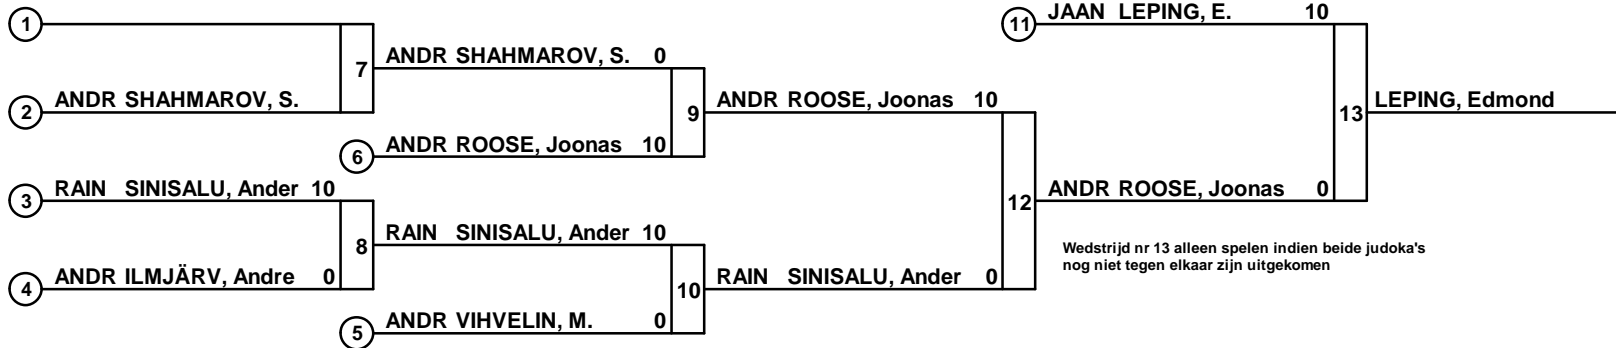 1
JAAN LEPING, E. 10
11
ANDR SHAHMAROV, S. 0
7
2
ANDR SHAHMAROV, S.
ANDR ROOSE, Joonas 10
9
LEPING, Edmond
13
6
ANDR ROOSE, Joonas 10
3
RAIN SINISALU, Ander 10
ANDR ROOSE, Joonas 0
12
8
RAIN SINISALU, Ander 10
Wedstrijd nr 13 alleen spelen indien beide judoka's
nog niet tegen elkaar zijn uitgekomen
4
ANDR ILMJÄRV, Andre 0
RAIN SINISALU, Ander 0
10
5
ANDR VIHVELIN, M. 0